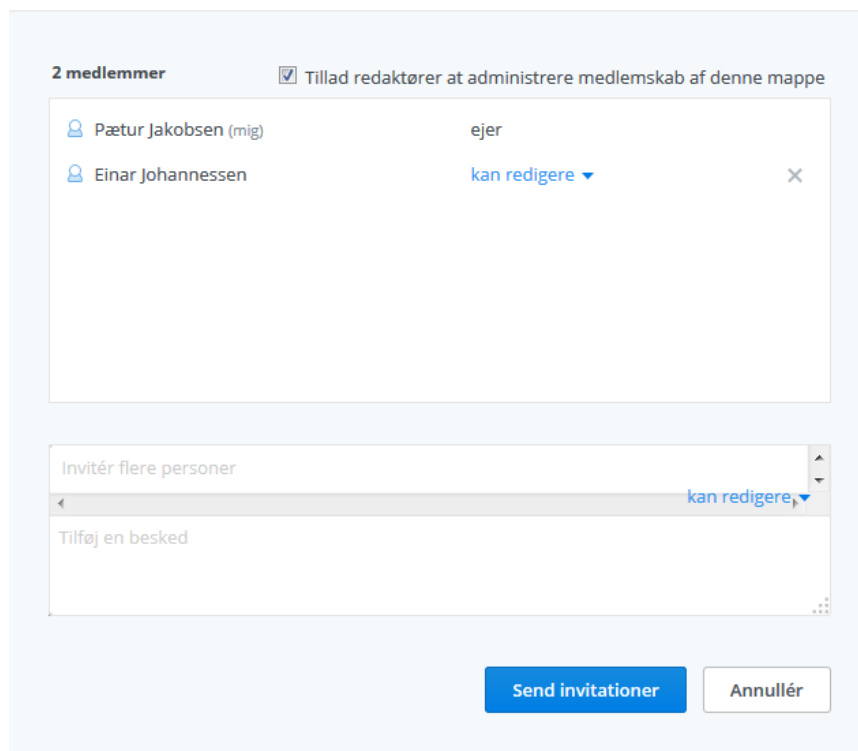 2 medlemmer
Tillad redaktører at administrere medlemskab af denne mappe
Pætur Jakobsen (mig) ejer
Einar Johannessen kan redigere
Invitér flere personer
kan redigere
Tilføj en besked
Send invitationer Annullér